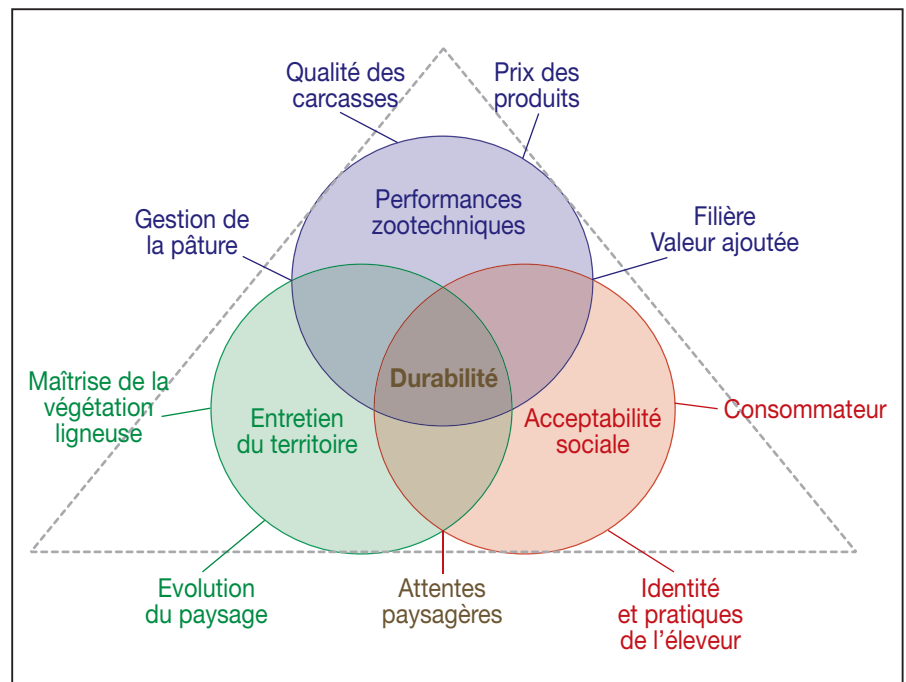 Qualité des
carcasses
Prix des
produits
Performances
zootechniques
Gestion de
la pâture
Filière
Valeur ajoutée
Durabilité
Maîtrise de la
végétation
ligneuse
Entretien
du territoire
Acceptabilité
sociale
Consommateur
Evolution
du paysage
Attentes
paysagères
Identité
et pratiques
de l'éleveur